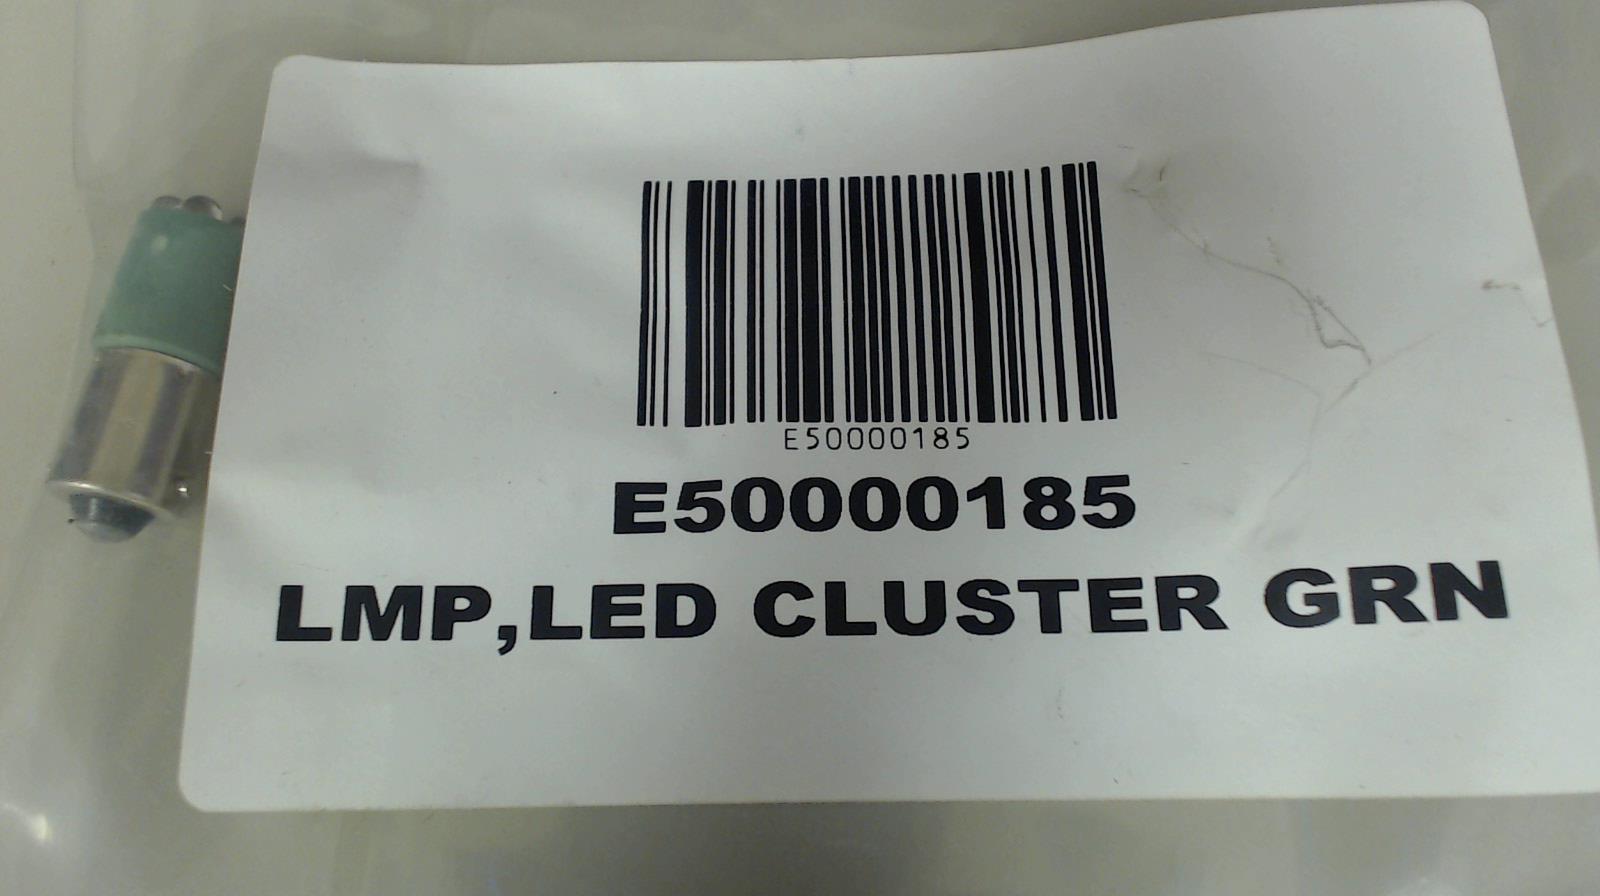 E50000185
E50000185
LMP,LED CLUSTER GRN